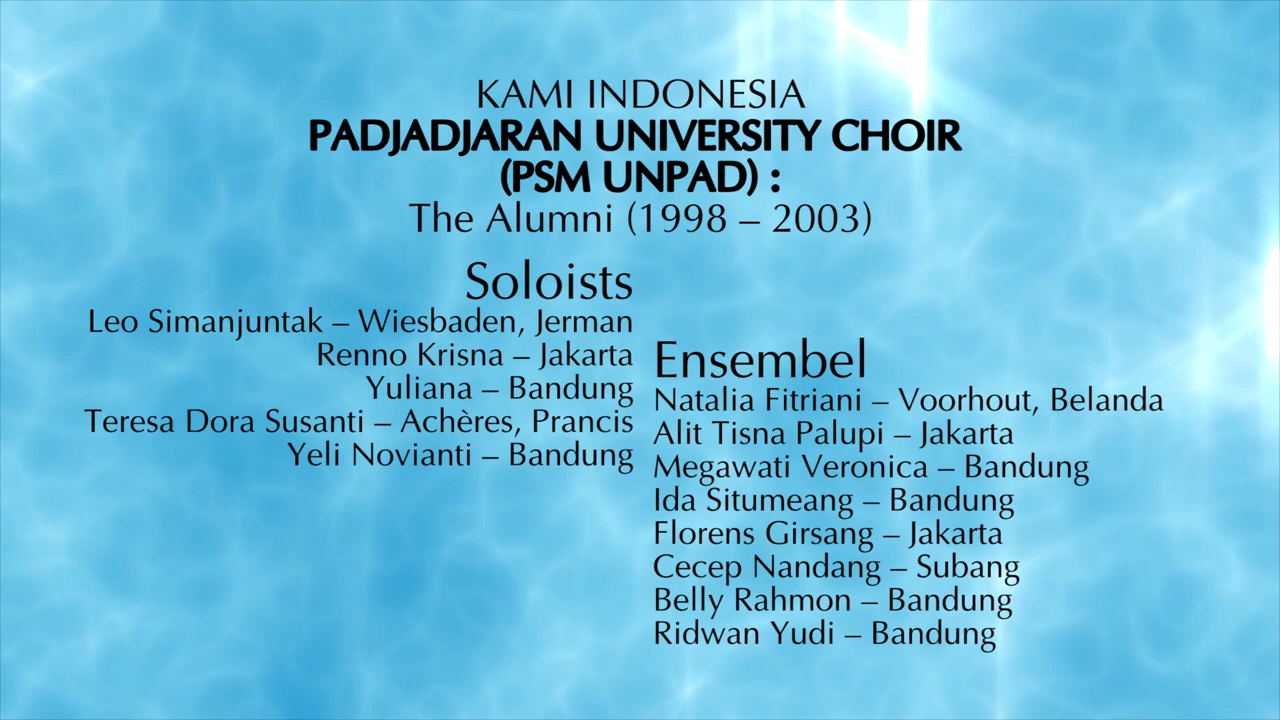 KAMI INDONESIA
PADJADJARAN UNIVERSITY CHOIR
(PSM UNPAD) :
The Alumni (1998 – 2003)
Soloists
Leo Simanjuntak – Wiesbaden, Jerman
Renno Krisna – Jakarta
Yuliana – Bandung
Teresa Dora Susanti – Achères, Prancis
Yeli Novianti – Bandung
Ensembel
Natalia Fitriani – Voorhout, Belanda
Alit Tisna Palupi – Jakarta
Megawati Veronica – Bandung
Ida Situmeang – Bandung
Florens Girsang – Jakarta
Cecep Nandang – Subang
Belly Rahmon – Bandung
Ridwan Yudi – Bandung